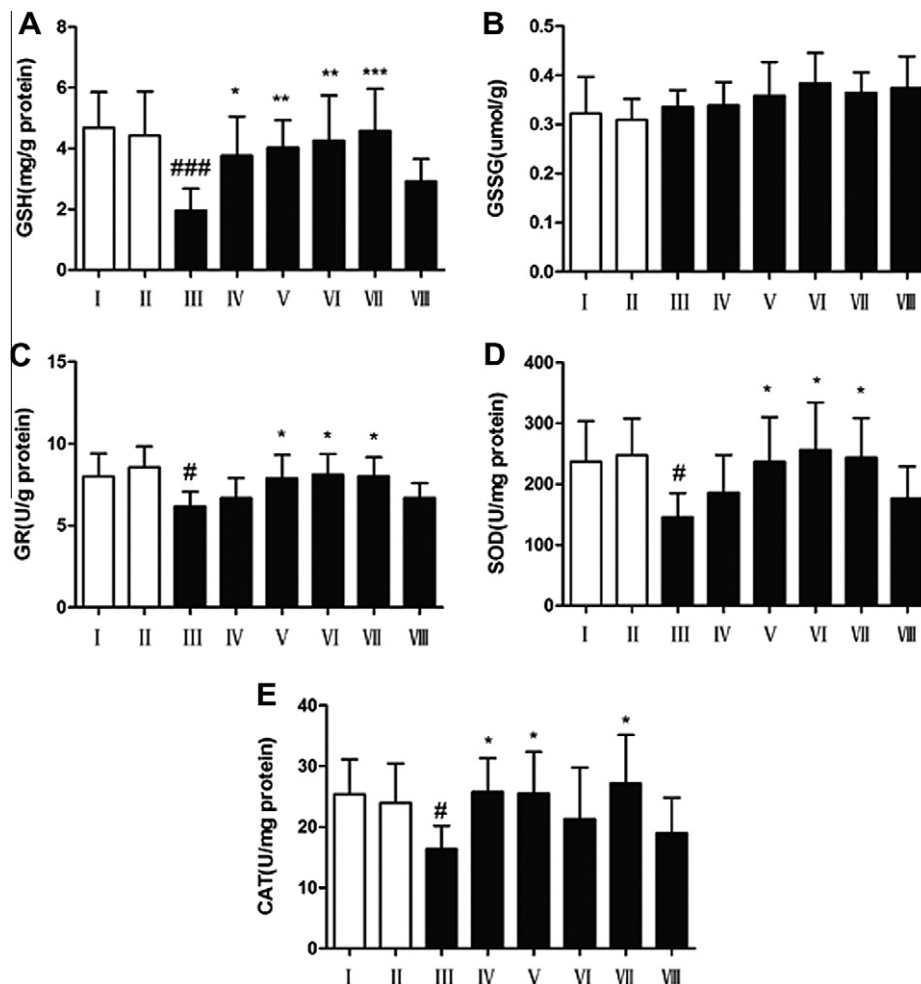 A
GSH(mg/g protein)
8
6
4
2
0
###
*
**
**
***
I II III IV V VI VII VIII
B
GSSG(umol/g)
0.5
0.4
0.3
0.2
0.1
0.0
I II III IV V VI VII VIII
C
GR(U/g protein)
15
10
5
0
#
* * *
I II III IV V VI VII VIII
D
SOD(U/mg protein)
400
300
200
100
0
#
* * *
I II III IV V VI VII VIII
E
CAT(U/mg protein)
40
30
20
10
0
#
* * *
I II III IV V VI VII VIII